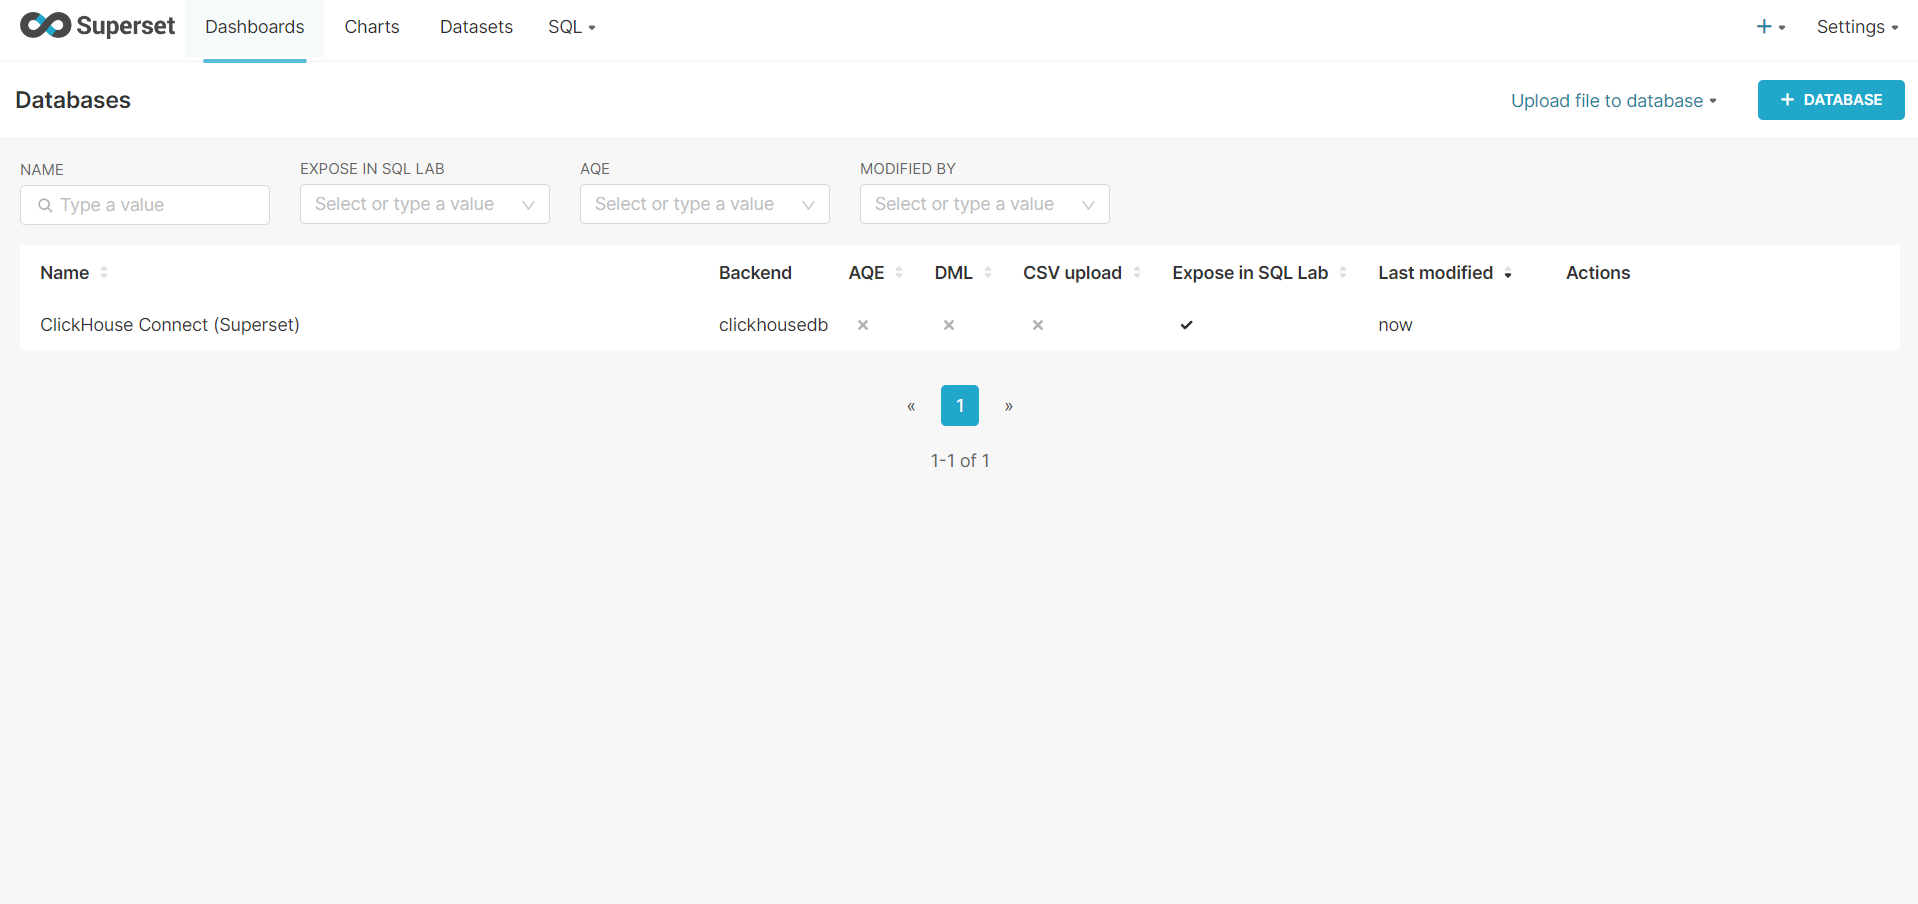 Superset Dashboards Charts Datasets SQL + Settings
Databases Upload file to database + DATABASE
NAME EXPOSE IN SQL LAB AQE MODIFIED BY
Type a value Select or type a value Select or type a value Select or type a value
Name Backend AQE DML CSV upload Expose in SQL Lab Last modified Actions
ClickHouse Connect (Superset) clickhousedb now
« 1 »
1-1 of 1